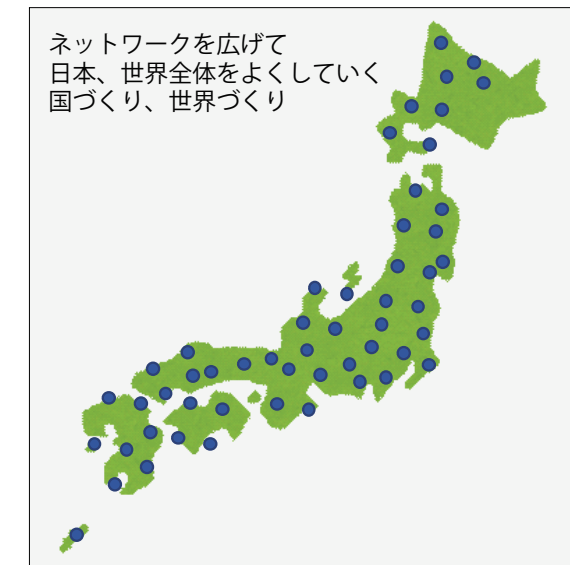 ネットワークを広げて
日本、世界全体をよくしていく
国づくり、世界づくり